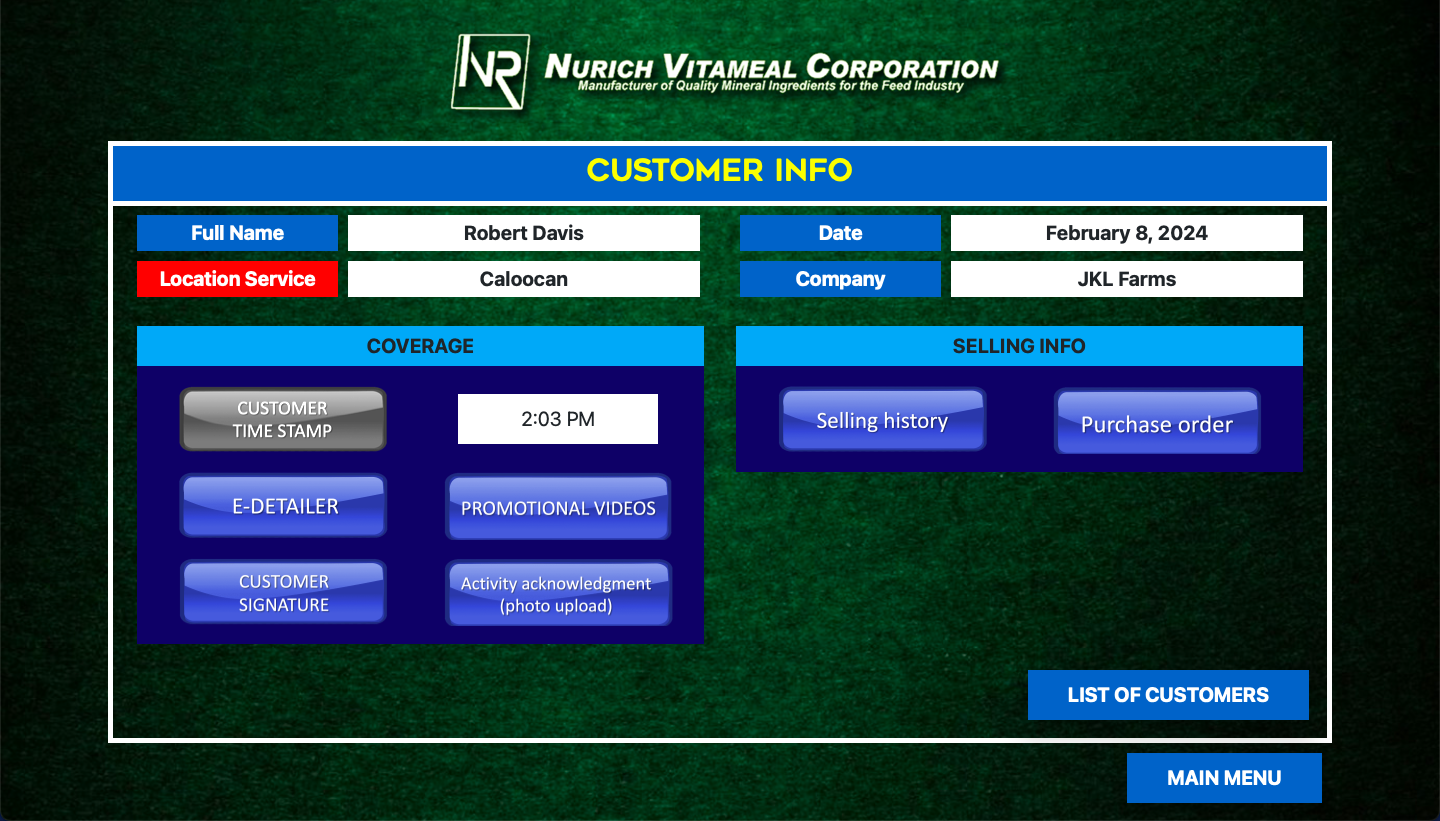 NR
NURICH VITAMEAL CORPORATION
Manufacturer of Quality Mineral Ingredients for the Feed Industry
CUSTOMER INFO
Full Name
Robert Davis
Date
February 8, 2024
Location Service
Caloocan
Company
JKL Farms
COVERAGE
CUSTOMER
TIME STAMP
2:03 PM
E-DETAILER
PROMOTIONAL VIDEOS
CUSTOMER
SIGNATURE
Activity acknowledgment
(photo upload)
SELLING INFO
Selling history
Purchase order
LIST OF CUSTOMERS
MAIN MENU